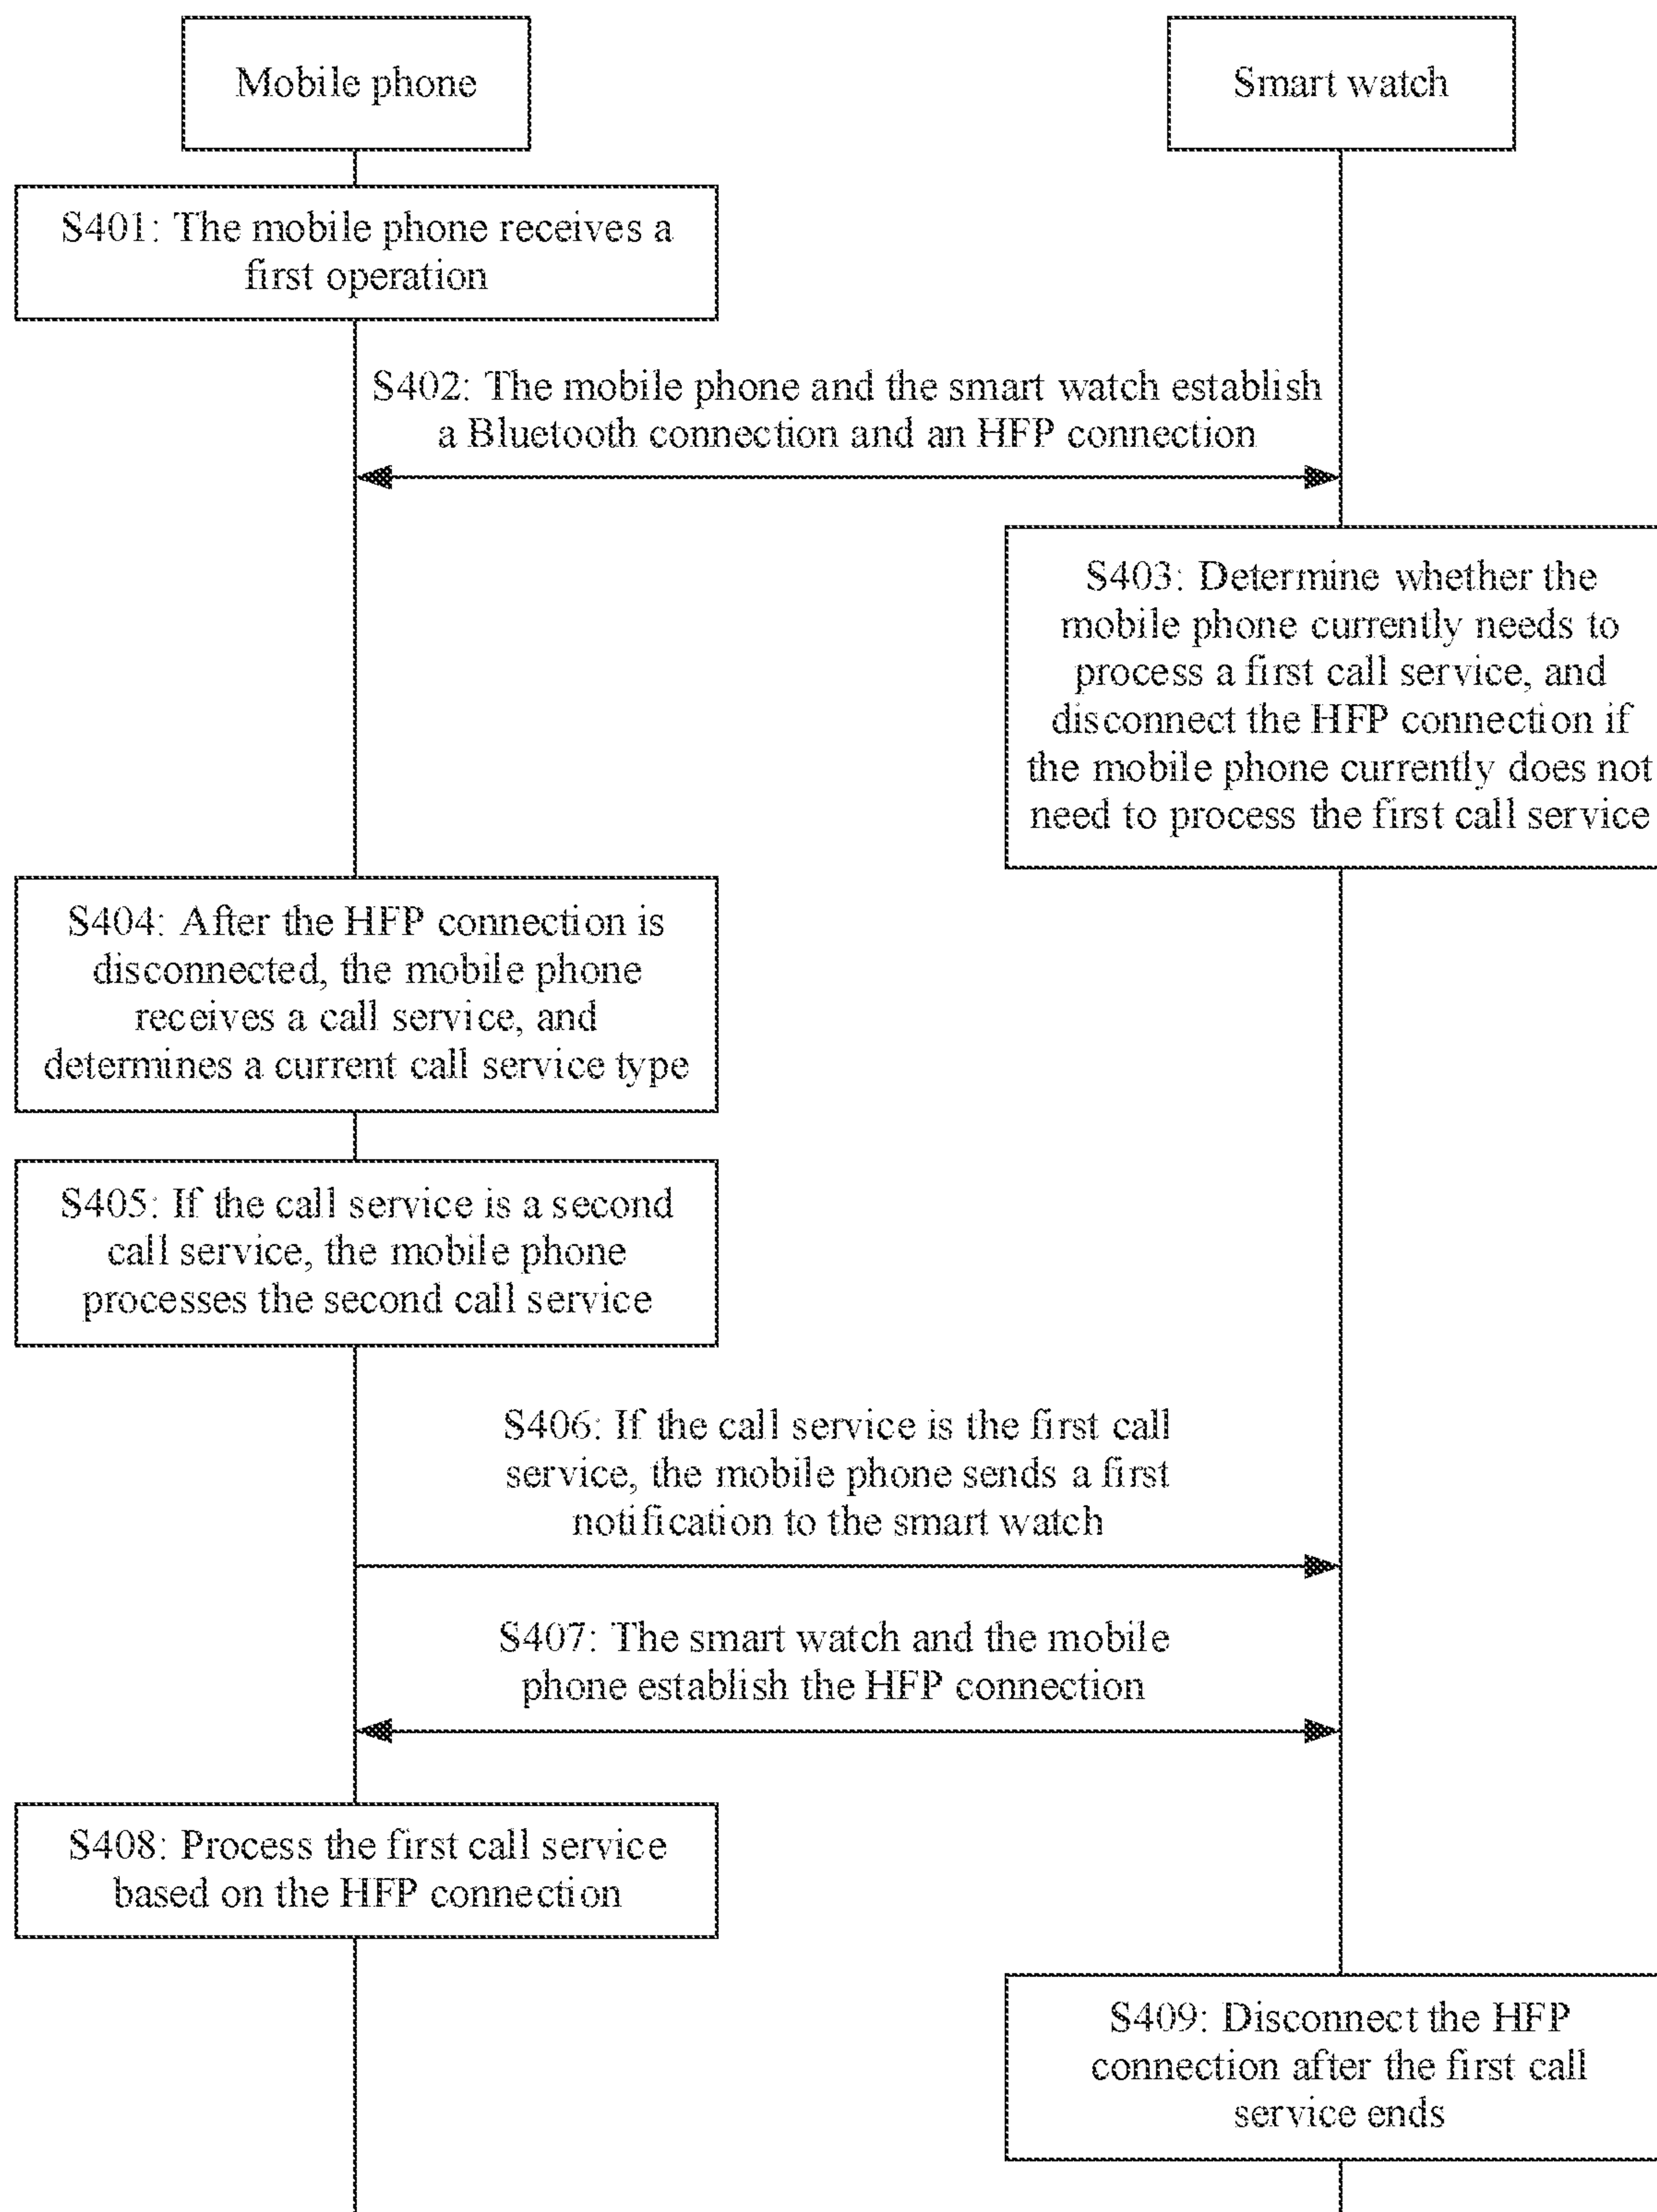 Mobile phone
Smart watch
S401: The mobile phone receives a
first operation
S402: The mobile phone and the smart watch establish
a Bluetooth connection and an HFP connection
S403: Determine whether the
mobile phone currently needs to
process a first call service, and
disconnect the HFP connection if
the mobile phone currently does not
need to process the first call service
S404: After the HFP connection is
disconnected, the mobile phone
receives a call service, and
determines a current call service type
S405: If the call service is a second
call service, the mobile phone
processes the second call service
S406: If the call service is the first call
service, the mobile phone sends a first
notification to the smart watch
S407: The smart watch and the mobile
phone establish the HFP connection
S408: Process the first call service
based on the HFP connection
S409: Disconnect the HFP
connection after the first call
service ends